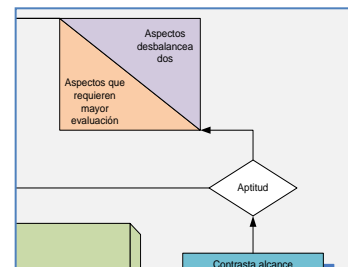 Aspectos
desbalancea
dos
Aspectos que
requieren
mayor
evaluación
Aptitud
Contrasta alcance